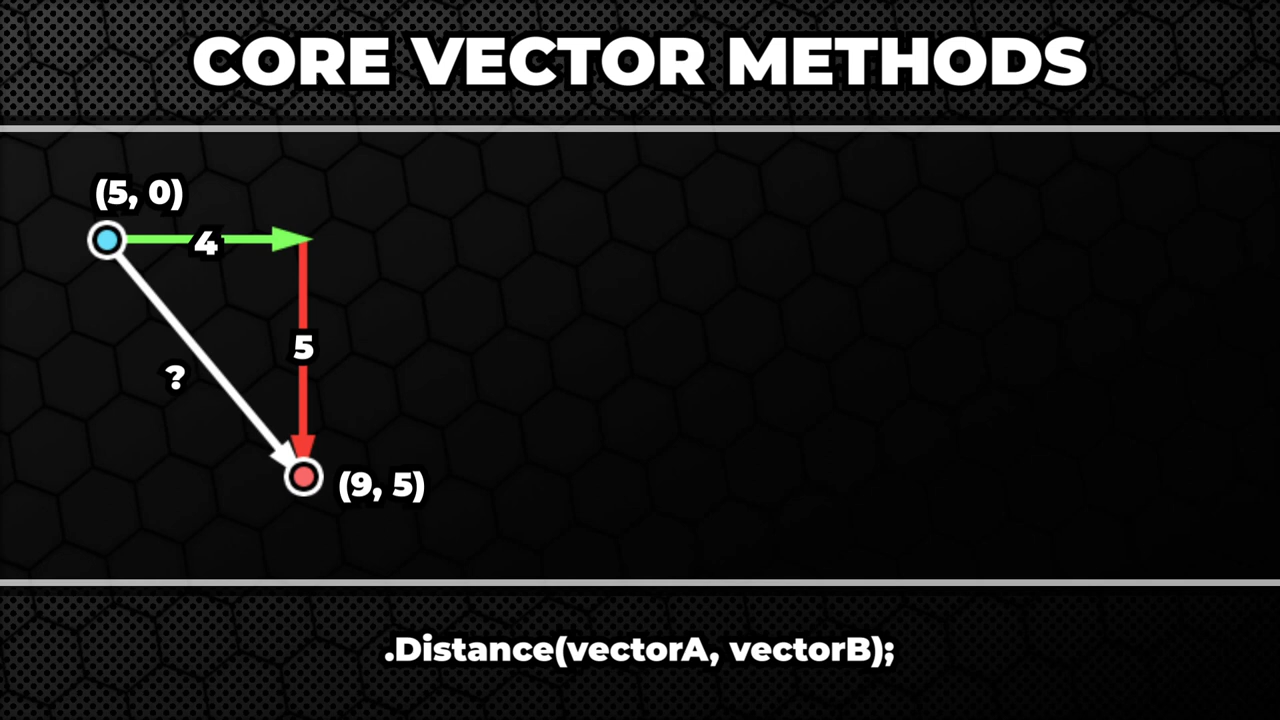 CORE VECTOR METHODS
(5, 0)
4
5
?
(9, 5)
.Distance(vectorA, vectorB);